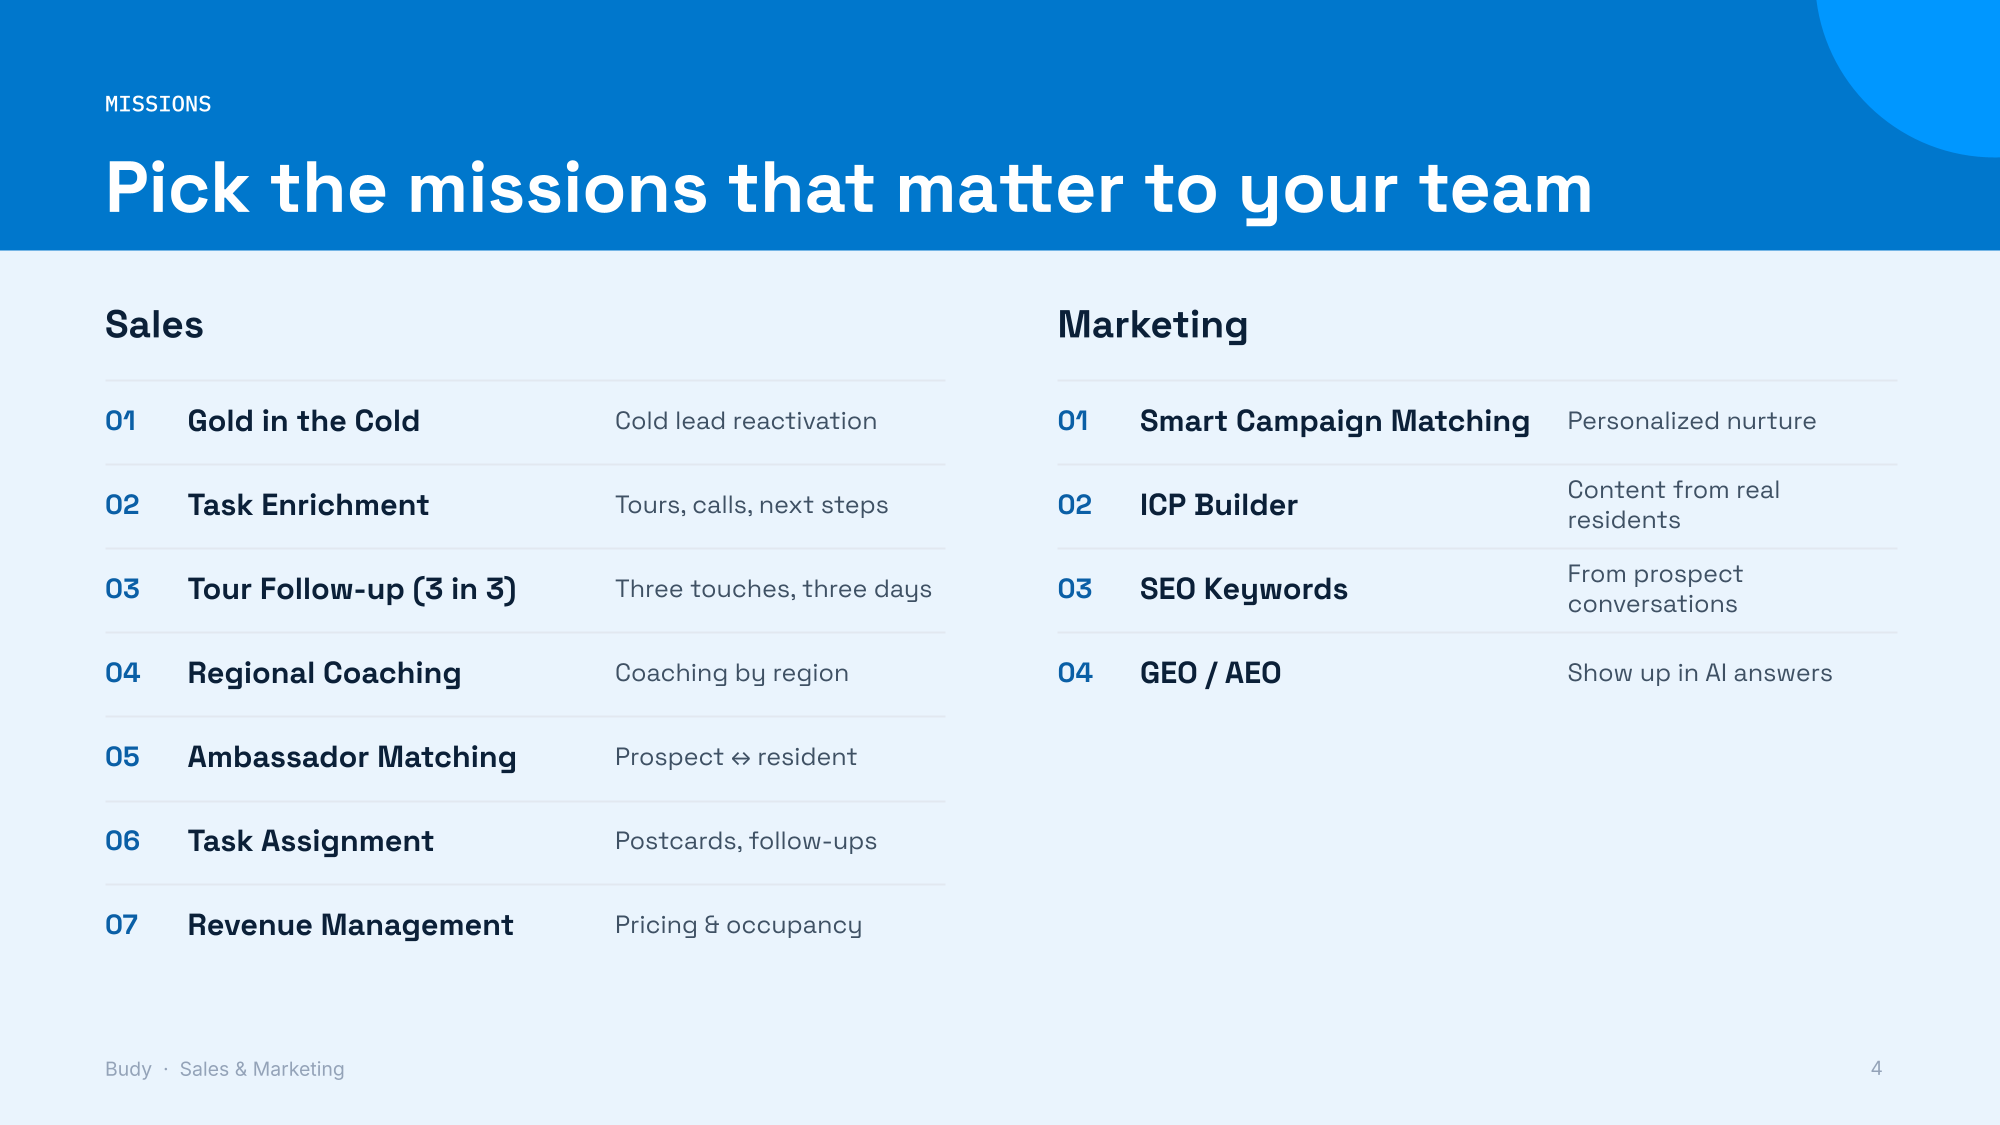 MISSIONS
Pick the missions that matter to your team
Sales
01 Gold in the Cold Cold lead reactivation
02 Task Enrichment Tours, calls, next steps
03 Tour Follow-up (3 in 3) Three touches, three days
04 Regional Coaching Coaching by region
05 Ambassador Matching Prospect ↔ resident
06 Task Assignment Postcards, follow-ups
07 Revenue Management Pricing & occupancy
Marketing
01 Smart Campaign Matching Personalized nurture
02 ICP Builder Content from real
residents
03 SEO Keywords From prospect
conversations
04 GEO / AEO Show up in AI answers
Budy · Sales & Marketing
4